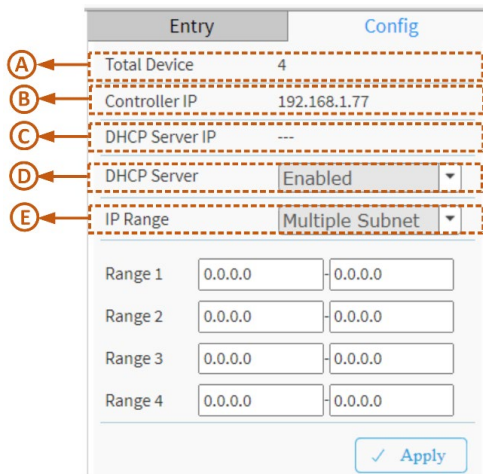 Entry Config
A Total Device 4
B Controller IP 192.168.1.77
C DHCP Server IP ---
D DHCP Server Enabled
E IP Range Multiple Subnet
Range 1 0.0.0.0 - 0.0.0.0
Range 2 0.0.0.0 - 0.0.0.0
Range 3 0.0.0.0 - 0.0.0.0
Range 4 0.0.0.0 - 0.0.0.0
✓ Apply